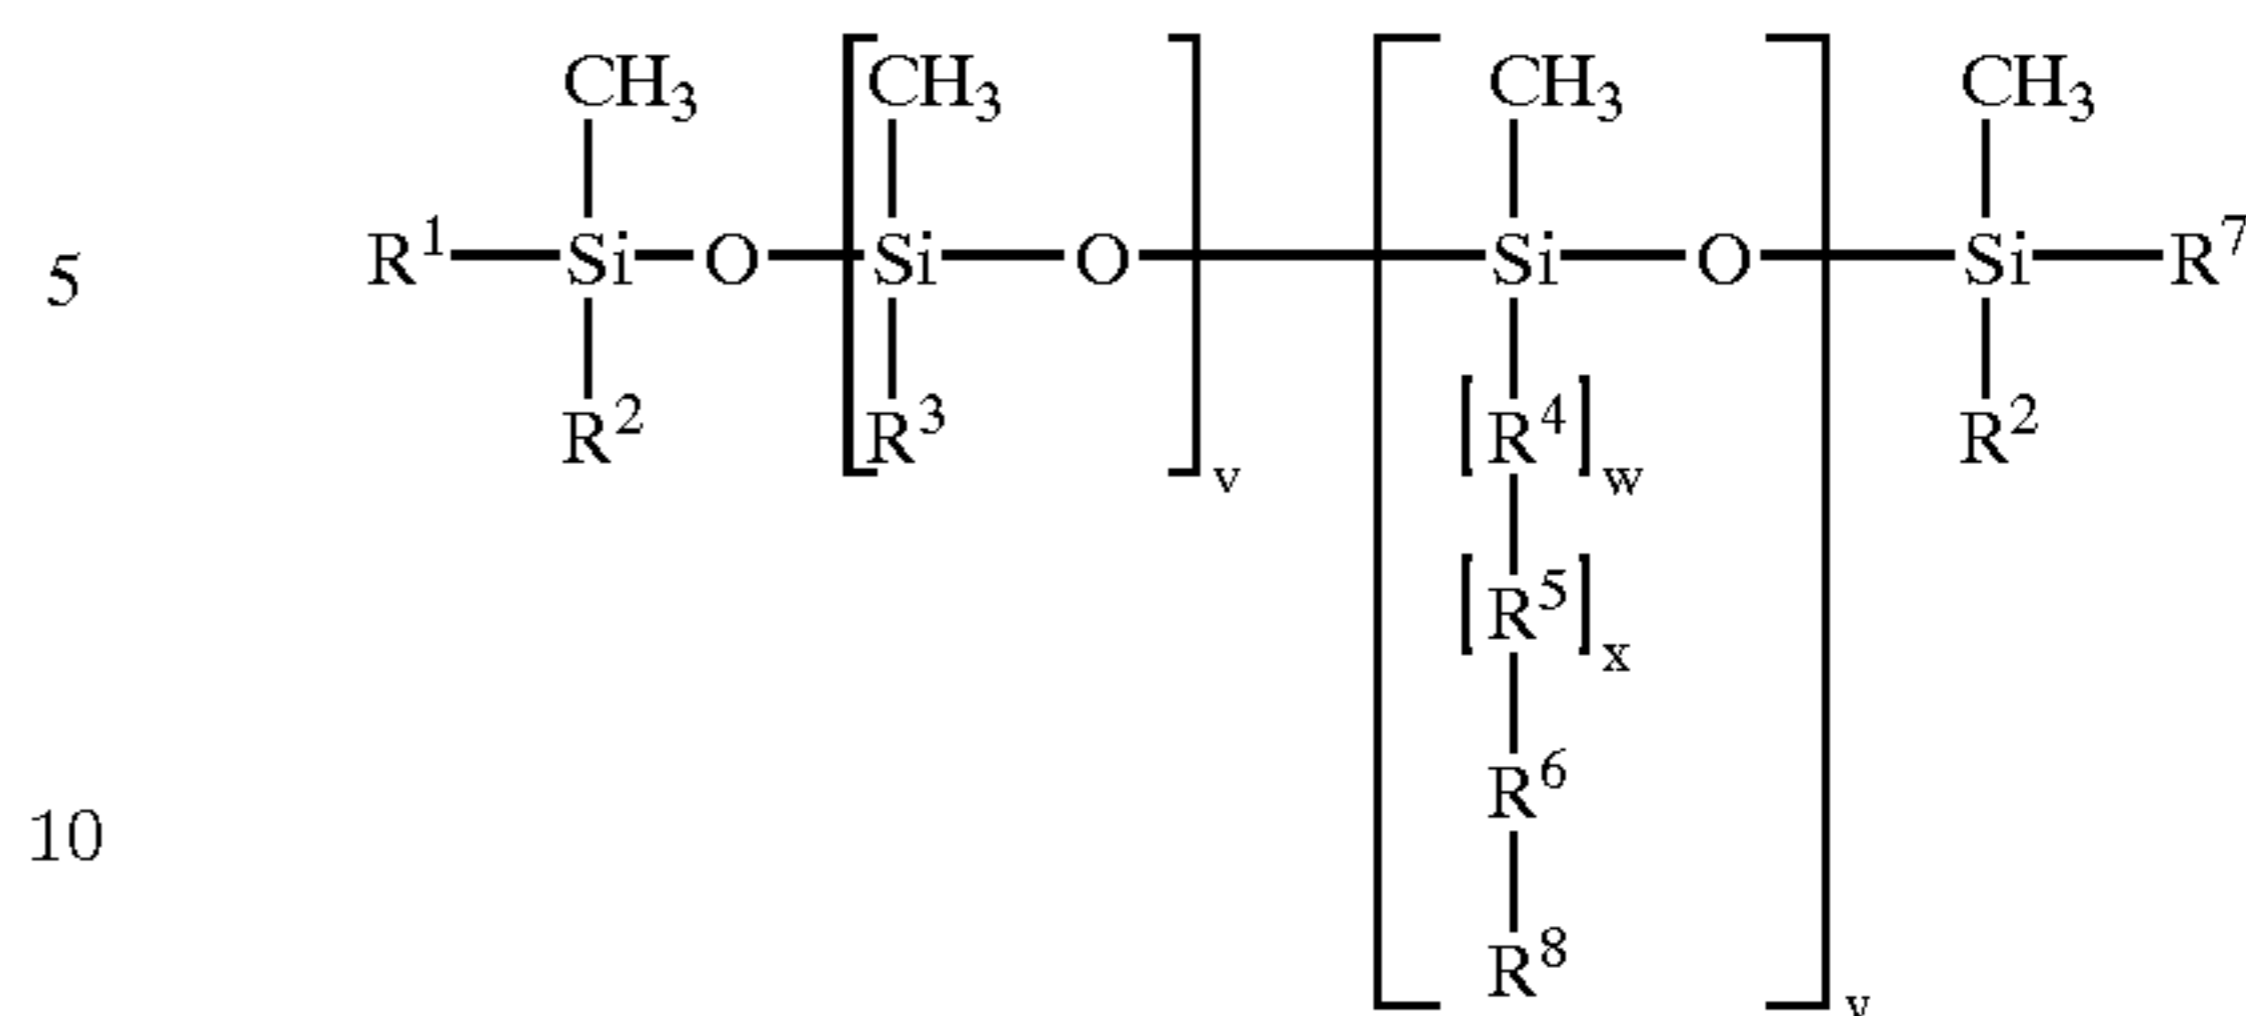 CH₃ CH₃ CH₃ CH₃
5 R¹ Si O Si O Si O Si R⁷
R² [R³]v [R⁴]w R²
[R⁵]x
R⁶
10
R⁸